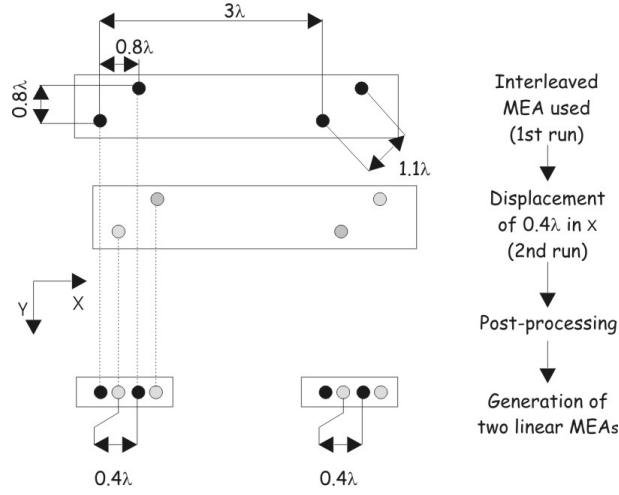 3λ
0.8λ
0.8λ
1.1λ
X
Y
0.4λ
0.4λ
Interleaved
MEA used
(1st run)
Displacement
of 0.4λ in x
(2nd run)
Post-processing
Generation of
two linear MEAs